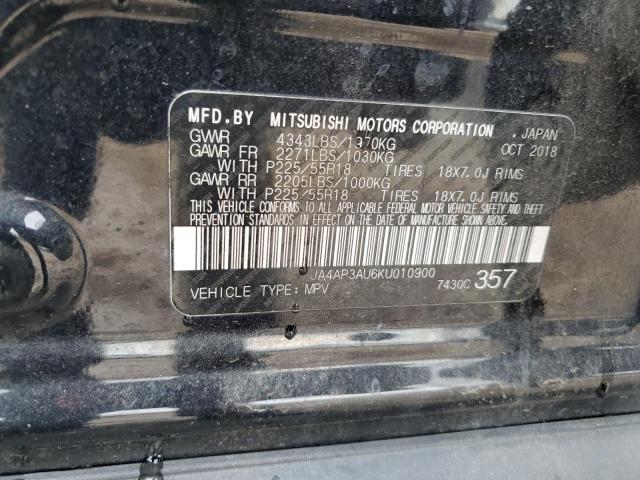 MFD.BY MITSUBISHI MOTORS CORPORATION , JAPAN
GVWR 4343LBS/1970KG OCT 2018
GAWR FR 2271LBS/1030KG
WITH P225/55R18 TIRES 18X7.0J RIMS
GAWR RR 2205LBS/1000KG
WITH P225/55R18 TIRES 18X7.0J RIMS
THIS VEHICLE CONFORMS TO ALL APPLICABLE FEDERAL MOTOR VEHICLE SAFETY AND THEFT
PREVENTION STANDARDS IN EFFECT ON THE DATE OF MANUFACTURE SHOWN ABOVE.
JA4AP3AU6KU010900
VEHICLE TYPE: MPV 7430C 357